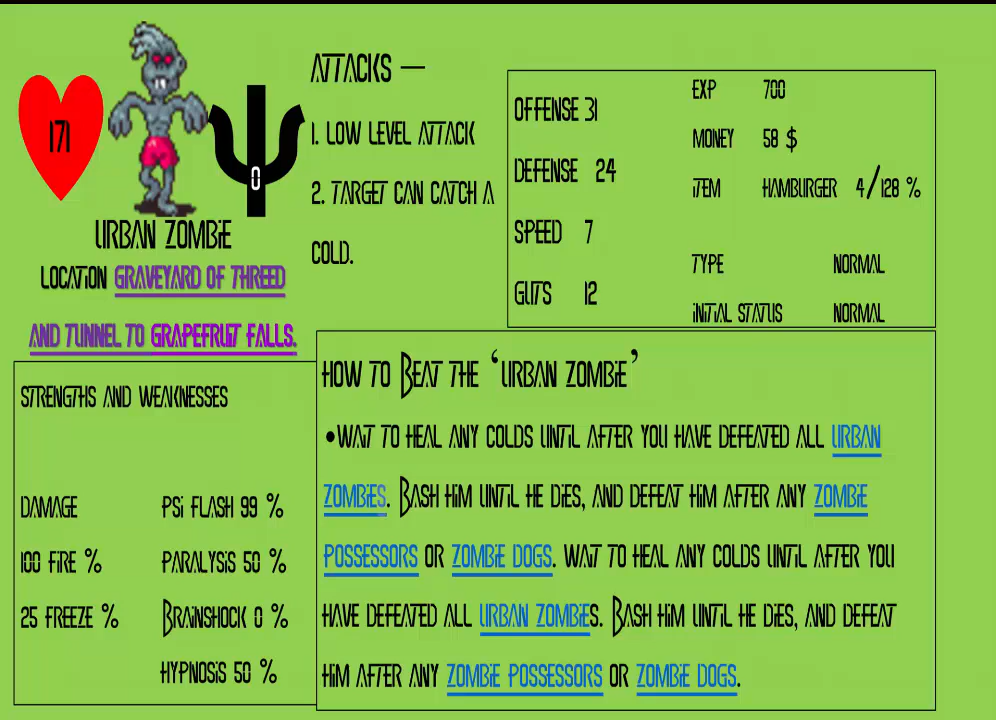 171
0
URBAN ZOMBIE
LOCATION GRAVEYARD OF THREED
AND TUNNEL TO GRAPEFRUIT FALLS.
ATTACKS —
1. LOW LEVEL ATTACK
2. TARGET CAN CATCH A
COLD.
OFFENSE 31
DEFENSE 24
SPEED 7
GUTS 12
EXP 700
MONEY 58 $
ITEM HAMBURGER 4/128 %
TYPE NORMAL
INITIAL STATUS NORMAL
STRENGTHS AND WEAKNESSES
DAMAGE PSI FLASH 99 %
100 FIRE % PARALYSIS 50 %
25 FREEZE % BRAINSHOCK 0 %
HYPNOSIS 50 %
HOW TO BEAT THE ‘URBAN ZOMBIE’
•WAIT TO HEAL ANY COLDS UNTIL AFTER YOU HAVE DEFEATED ALL URBAN
ZOMBIES. BASH HIM UNTIL HE DIES, AND DEFEAT HIM AFTER ANY ZOMBIE
POSSESSORS OR ZOMBIE DOGS. WAIT TO HEAL ANY COLDS UNTIL AFTER YOU
HAVE DEFEATED ALL URBAN ZOMBIES. BASH HIM UNTIL HE DIES, AND DEFEAT
HIM AFTER ANY ZOMBIE POSSESSORS OR ZOMBIE DOGS.